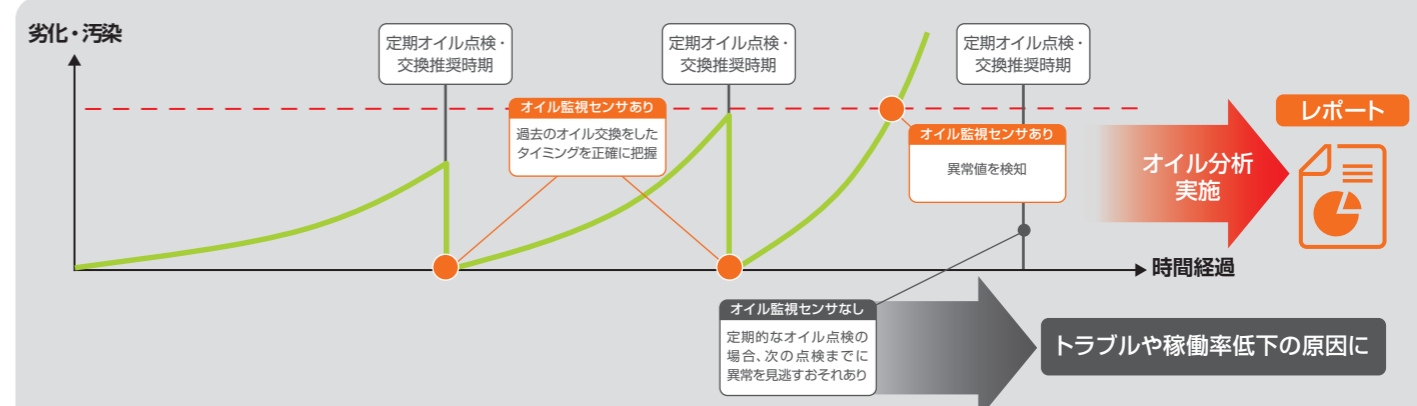 劣化・汚染
定期オイル点検・
交換推奨時期
定期オイル点検・
交換推奨時期
定期オイル点検・
交換推奨時期
オイル監視センサあり
過去のオイル交換をした
タイミングを正確に把握
オイル監視センサあり
異常値を検知
オイル分析
実施
レポート
時間経過
オイル監視センサなし
定期的なオイル点検の
場合、次の点検までに
異常を見逃すおそれあり
トラブルや稼働率低下の原因に